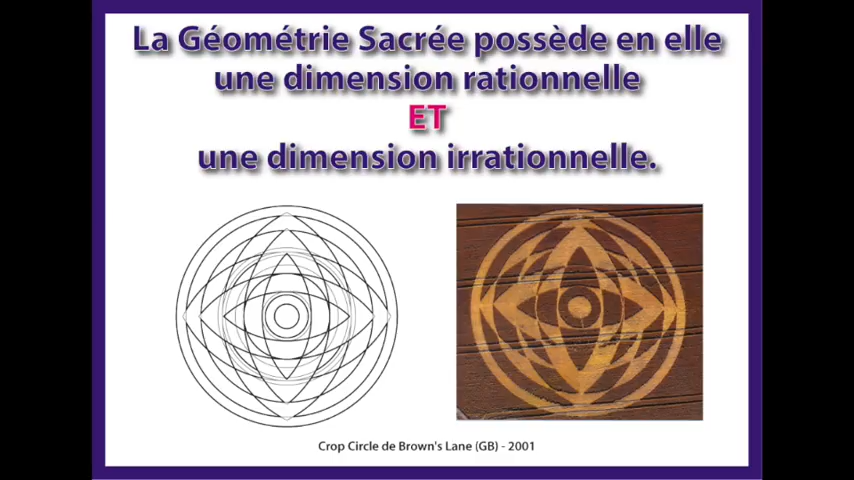 La Géométrie Sacrée possède en elle
une dimension rationnelle
ET
une dimension irrationnelle.
Crop Circle de Brown's Lane (GB) - 2001